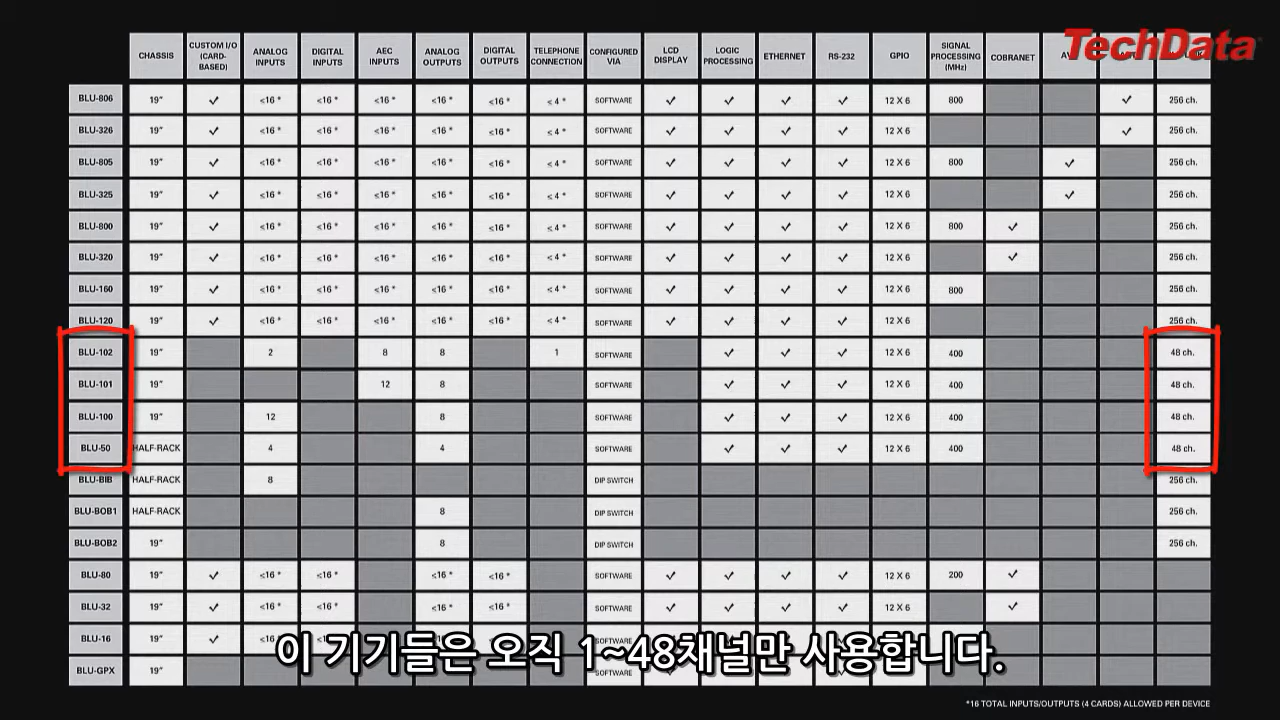 TechData
CHASSIS CUSTOM I/O (CARD-BASED) ANALOG INPUTS DIGITAL INPUTS AEC INPUTS ANALOG OUTPUTS DIGITAL OUTPUTS TELEPHONE CONNECTION CONFIGURED VIA LCD DISPLAY LOGIC PROCESSING ETHERNET RS-232 GPIO SIGNAL PROCESSING (MHz) COBRANET
BLU-806 19" ✓ ≤16 * ≤16 * ≤16 * ≤16 * ≤16 * ≤ 4 * SOFTWARE ✓ ✓ ✓ ✓ 12 X 6 800 ✓ 256 ch.
BLU-326 19" ✓ ≤16 * ≤16 * ≤16 * ≤16 * ≤16 * ≤ 4 * SOFTWARE ✓ ✓ ✓ ✓ 12 X 6 ✓ 256 ch.
BLU-805 19" ✓ ≤16 * ≤16 * ≤16 * ≤16 * ≤16 * ≤ 4 * SOFTWARE ✓ ✓ ✓ ✓ 12 X 6 800 ✓ 256 ch.
BLU-325 19" ✓ ≤16 * ≤16 * ≤16 * ≤16 * ≤16 * ≤ 4 * SOFTWARE ✓ ✓ ✓ ✓ 12 X 6 ✓ 256 ch.
BLU-800 19" ✓ ≤16 * ≤16 * ≤16 * ≤16 * ≤16 * ≤ 4 * SOFTWARE ✓ ✓ ✓ ✓ 12 X 6 800 ✓ 256 ch.
BLU-320 19" ✓ ≤16 * ≤16 * ≤16 * ≤16 * ≤16 * ≤ 4 * SOFTWARE ✓ ✓ ✓ ✓ 12 X 6 ✓ 256 ch.
BLU-160 19" ✓ ≤16 * ≤16 * ≤16 * ≤16 * ≤16 * ≤ 4 * SOFTWARE ✓ ✓ ✓ ✓ 12 X 6 800 256 ch.
BLU-120 19" ✓ ≤16 * ≤16 * ≤16 * ≤16 * ≤16 * ≤ 4 * SOFTWARE ✓ ✓ ✓ ✓ 12 X 6 256 ch.
BLU-102 19" 2 8 8 1 SOFTWARE ✓ ✓ ✓ 12 X 6 400 48 ch.
BLU-101 19" 12 8 SOFTWARE ✓ ✓ ✓ 12 X 6 400 48 ch.
BLU-100 19" 12 8 SOFTWARE ✓ ✓ ✓ 12 X 6 400 48 ch.
BLU-50 HALF-RACK 4 4 SOFTWARE ✓ ✓ ✓ 12 X 6 400 48 ch.
BLU-BIB HALF-RACK 8 DIP SWITCH 256 ch.
BLU-BOB1 HALF-RACK 8 DIP SWITCH 256 ch.
BLU-BOB2 19" 8 DIP SWITCH 256 ch.
BLU-80 19" ✓ ≤16 * ≤16 * ≤16 * ≤16 * SOFTWARE ✓ ✓ ✓ ✓ 12 X 6 200 ✓
BLU-32 19" ✓ ≤16 * ≤16 * ≤16 * ≤16 * SOFTWARE ✓ ✓ ✓ ✓ 12 X 6 ✓
BLU-16 19" ✓
BLU-GPX 19" SOFTWARE
이 기기들은 오직 1~48채널만 사용합니다.
*16 TOTAL INPUTS/OUTPUTS (4 CARDS) ALLOWED PER DEVICE